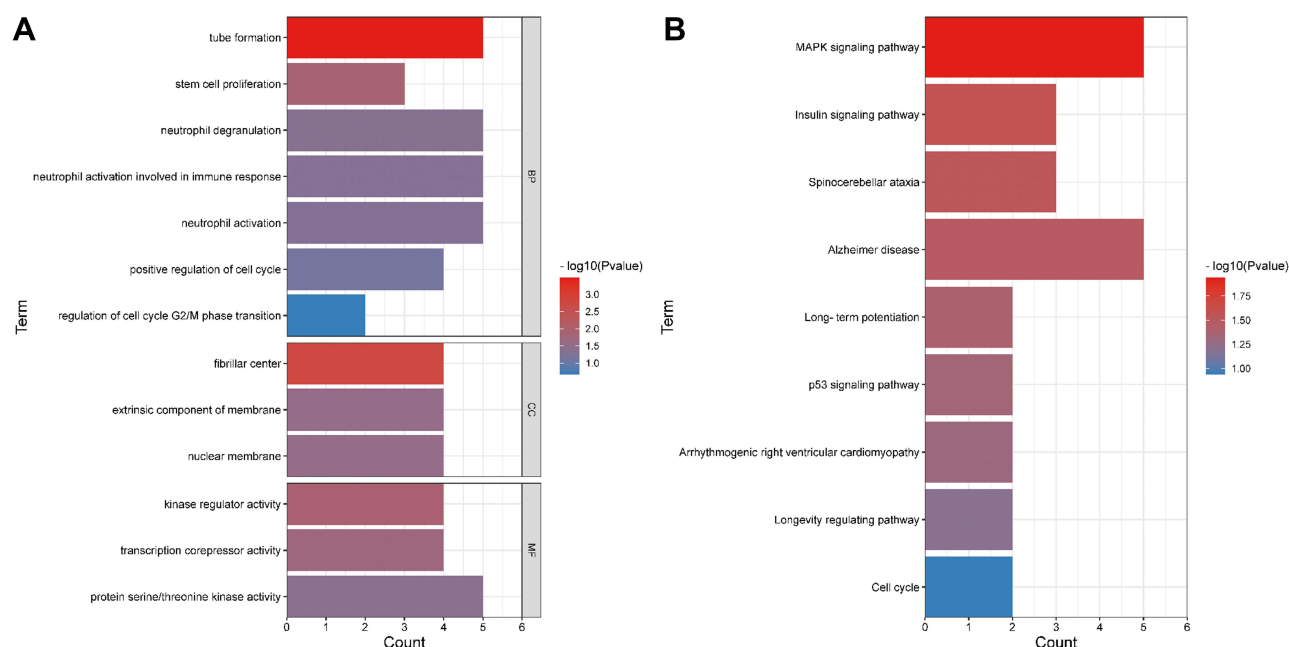 A
tube formation
stem cell proliferation
neutrophil degranulation
neutrophil activation involved in immune response
neutrophil activation
positive regulation of cell cycle
regulation of cell cycle G2/M phase transition
BP
fibrillar center
extrinsic component of membrane
nuclear membrane
CC
kinase regulator activity
transcription corepressor activity
protein serine/threonine kinase activity
MF
Term
0 1 2 3 4 5 6
Count
- log10(Pvalue)
3.0
2.5
2.0
1.5
1.0
B
MAPK signaling pathway
Insulin signaling pathway
Spinocerebellar ataxia
Alzheimer disease
Long- term potentiation
p53 signaling pathway
Arrhythmogenic right ventricular cardiomyopathy
Longevity regulating pathway
Cell cycle
Term
0 1 2 3 4 5 6
Count
- log10(Pvalue)
1.75
1.50
1.25
1.00